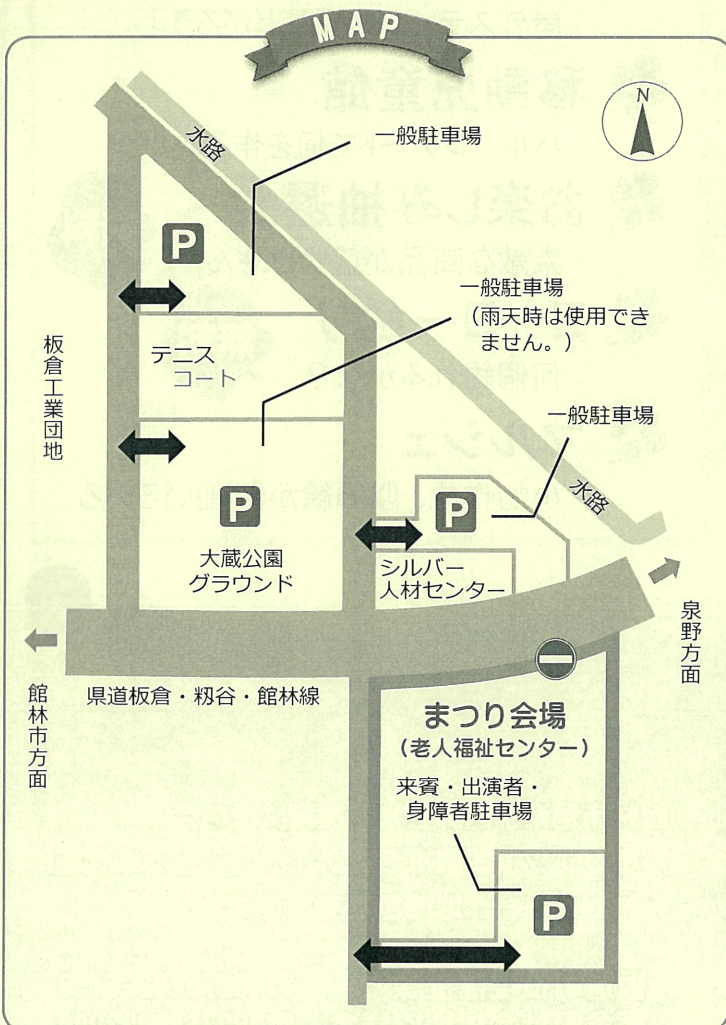 MAP
N
水路
一般駐車場
P
一般駐車場
（雨天時は使用でき
ません。）
テニス
コート
板倉工業団地
一般駐車場
P
P
水路
大蔵公園
グラウンド
シルバー
人材センター
泉野方面
館林市方面
県道板倉・籾谷・館林線
まつり会場
（老人福祉センター）
来賓・出演者・
身障者駐車場
P